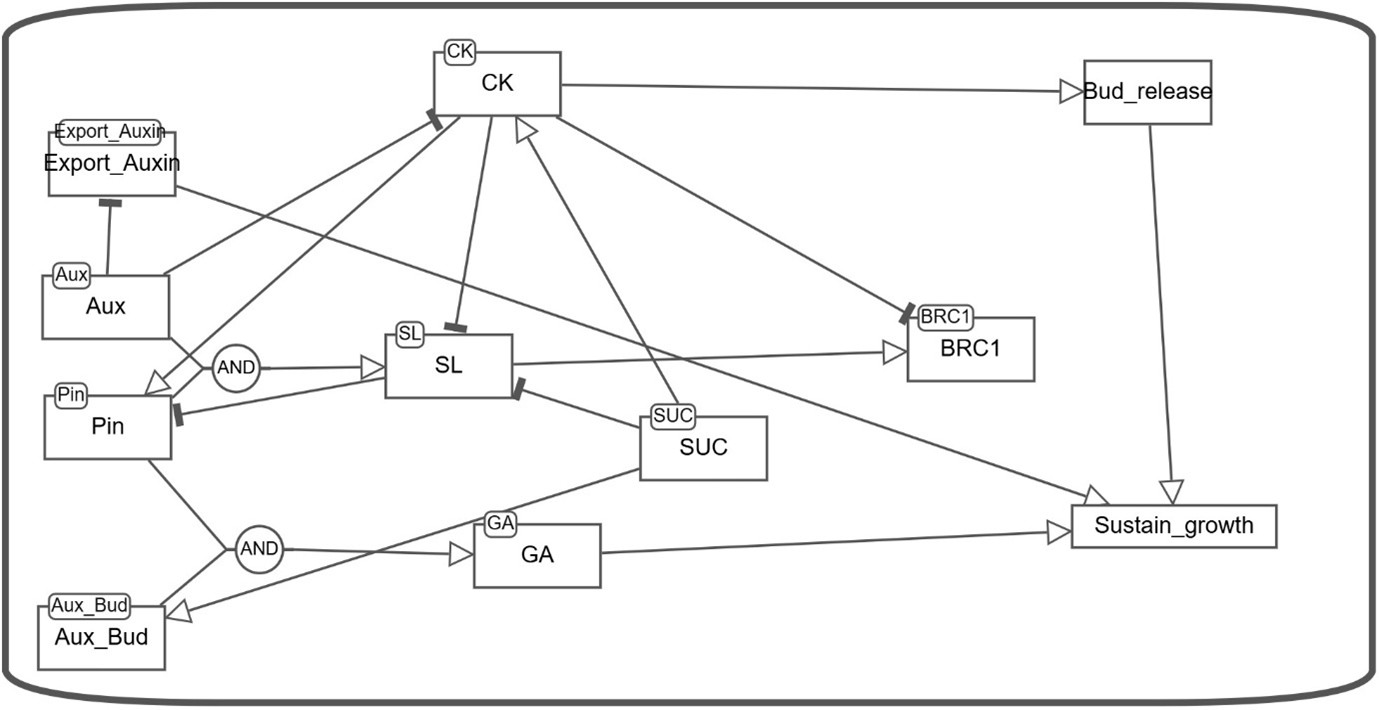 CK
CK
Bud_release
Export_Auxin
Export_Auxin
Aux
Aux
SL
SL
AND
BRC1
BRC1
Pin
Pin
SUC
SUC
Sustain_growth
GA
GA
AND
Aux_Bud
Aux_Bud